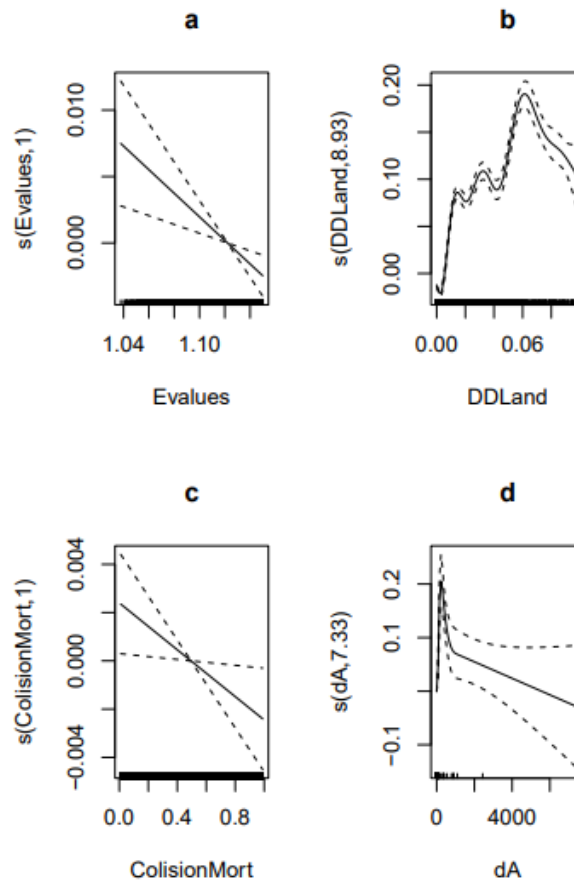 a
s(Evalues,1)
0.010
0.000
1.04
1.10
Evalues
b
s(DDLand,8.93)
0.20
0.10
0.00
0.00
0.06
DDLand
c
s(ColisionMort,1)
0.004
0.000
−0.004
0.0
0.4
0.8
ColisionMort
d
s(dA,7.33)
0.2
0.1
−0.1
0
4000
dA